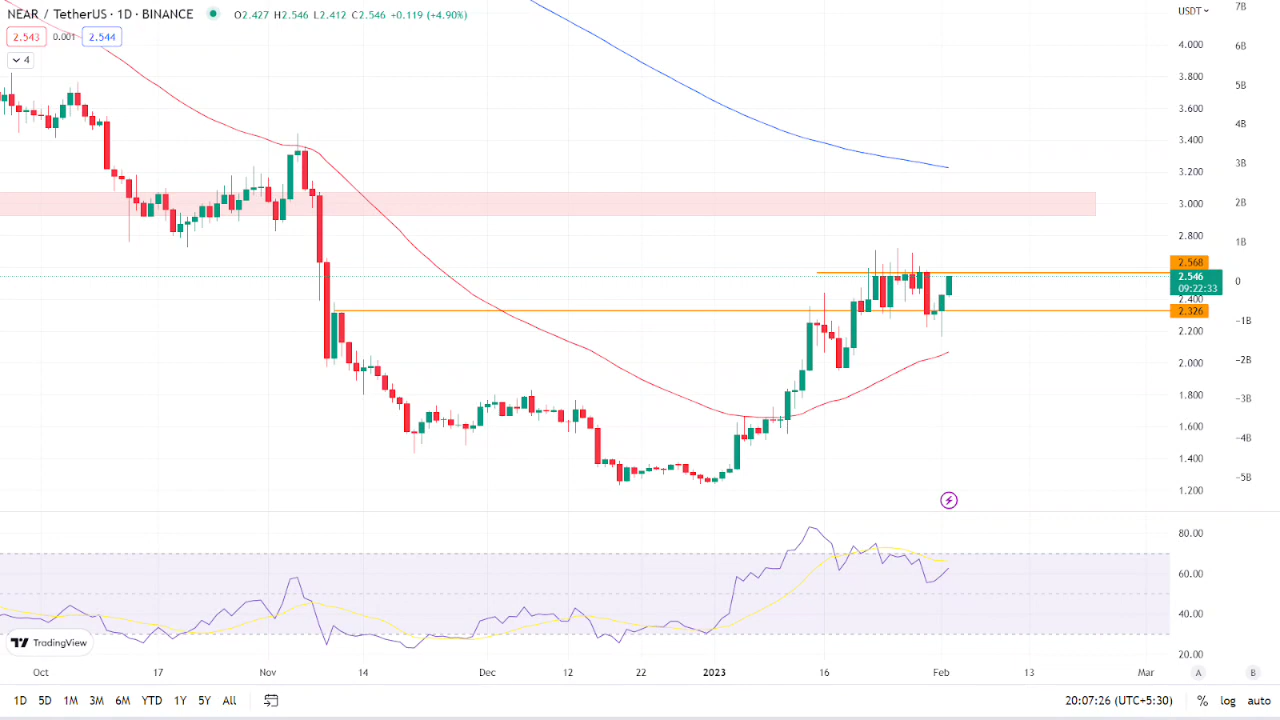 NEAR / TetherUS · 1D · BINANCE O2.427 H2.546 L2.412 C2.546 +0.119 (+4.90%)
2.543 0.001 2.544
4
USDT
4.000
3.800
3.600
3.400
3.200
3.000
2.800
2.568
2.546
09:22:33
2.400
2.326
2.200
2.000
1.800
1.600
1.400
1.200
7B
6B
5B
4B
3B
2B
1B
0
−1B
−2B
−3B
−4B
−5B
80.00
60.00
40.00
20.00
TradingView
Oct 17 Nov 14 Dec 12 22 2023 16 Feb 13 Mar A B
1D 5D 1M 3M 6M YTD 1Y 5Y All 20:07:26 (UTC+5:30) % log auto